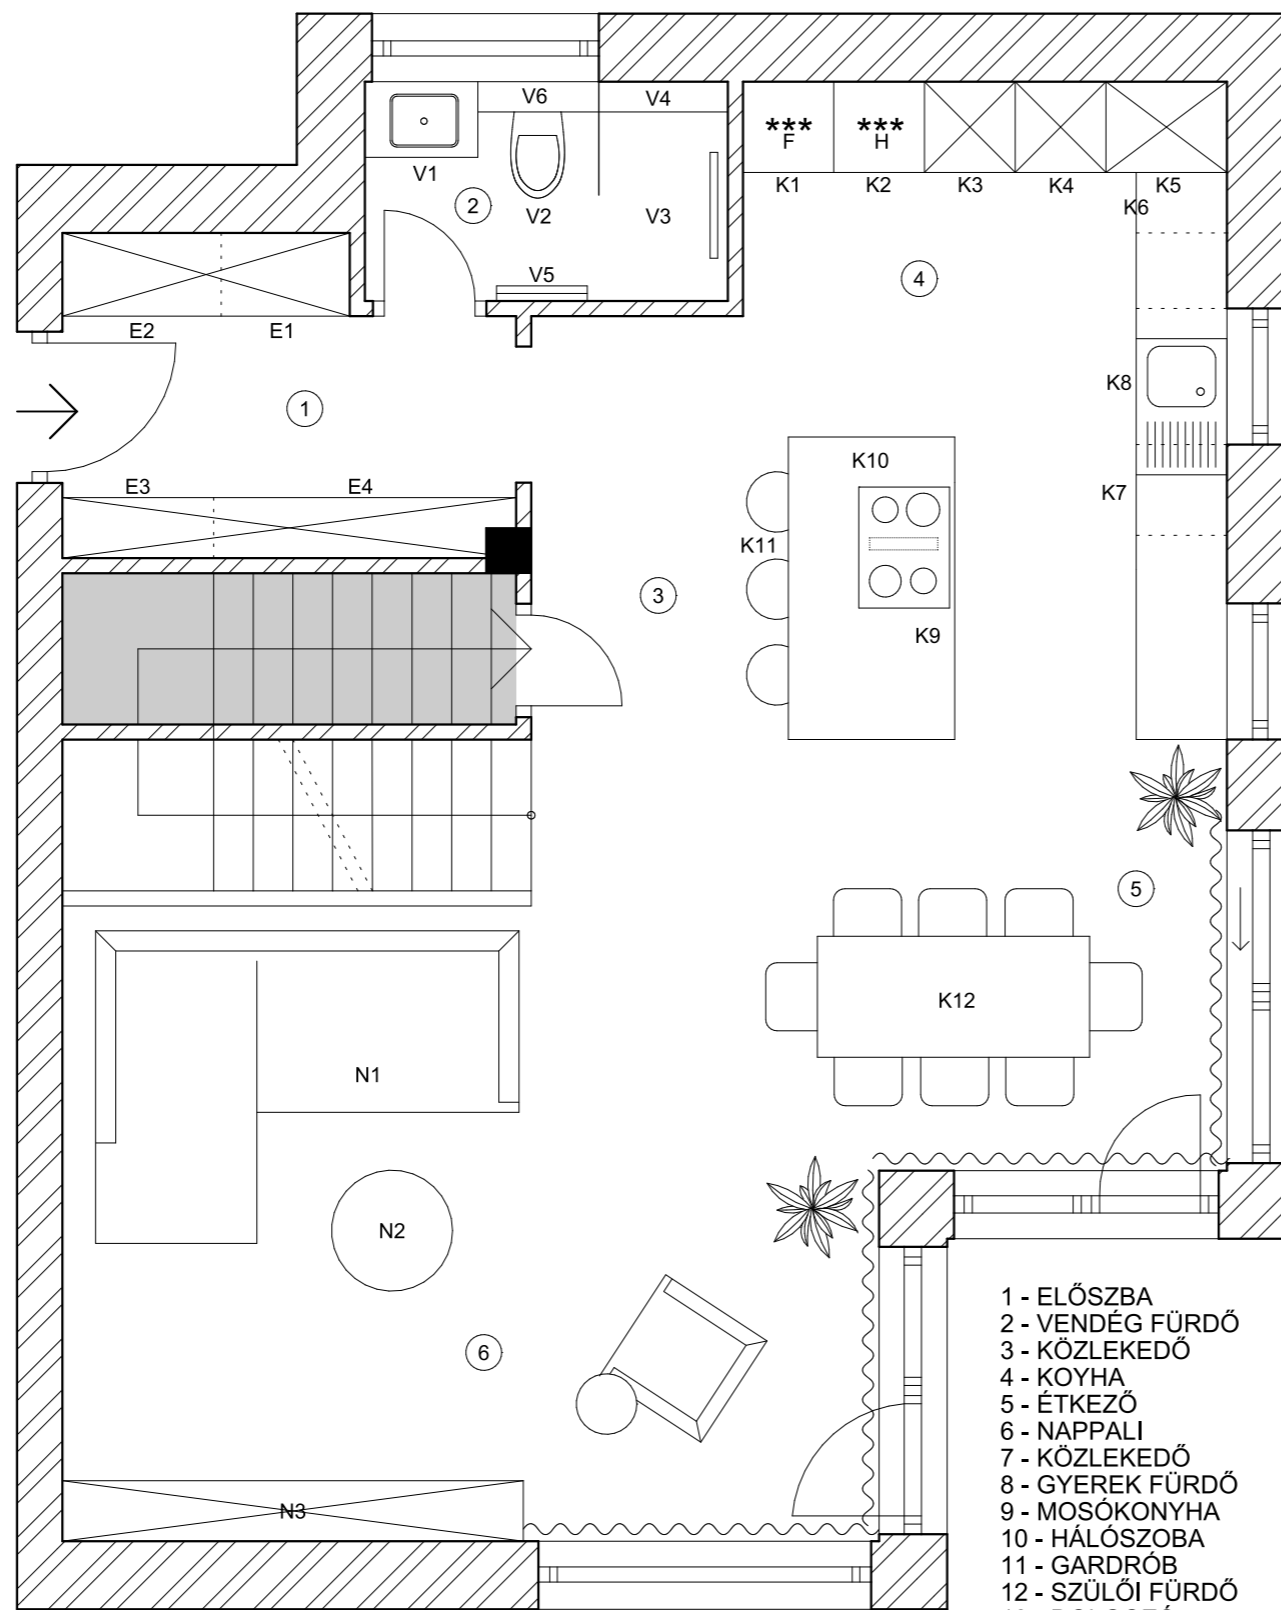 V6
V4
***
F
***
H
V1
K1
K2
K3
K4
K5
2
V2
V3
K6
V5
4
E2
E1
K8
1
K10
E3
E4
K7
K11
3
K9
5
K12
N1
N2
6
N3
1 - ELŐSZBA
2 - VENDÉG FÜRDŐ
3 - KÖZLEKEDŐ
4 - KOYHA
5 - ÉTKEZŐ
6 - NAPPALI
7 - KÖZLEKEDŐ
8 - GYEREK FÜRDŐ
9 - MOSÓKONYHA
10 - HÁLÓSZOBA
11 - GARDRÓB
12 - SZÜLŐI FÜRDŐ